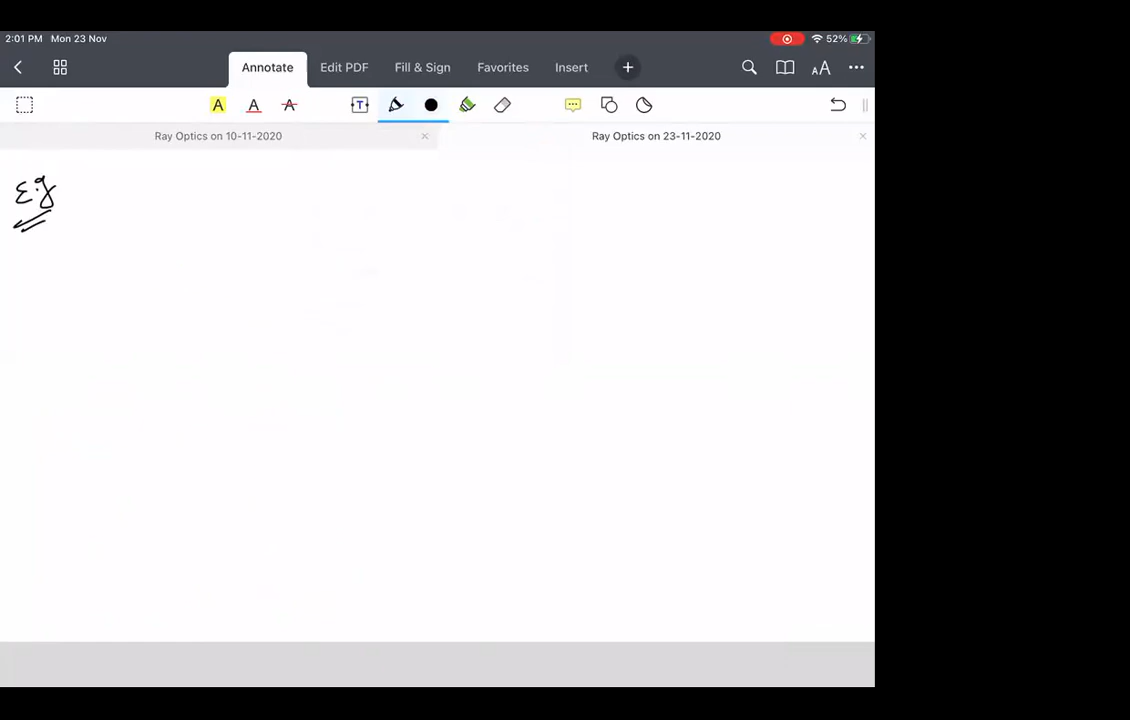 2:01 PM Mon 23 Nov 52%
Annotate Edit PDF Fill & Sign Favorites Insert
A A A T AA
Ray Optics on 10-11-2020 Ray Optics on 23-11-2020
E.g